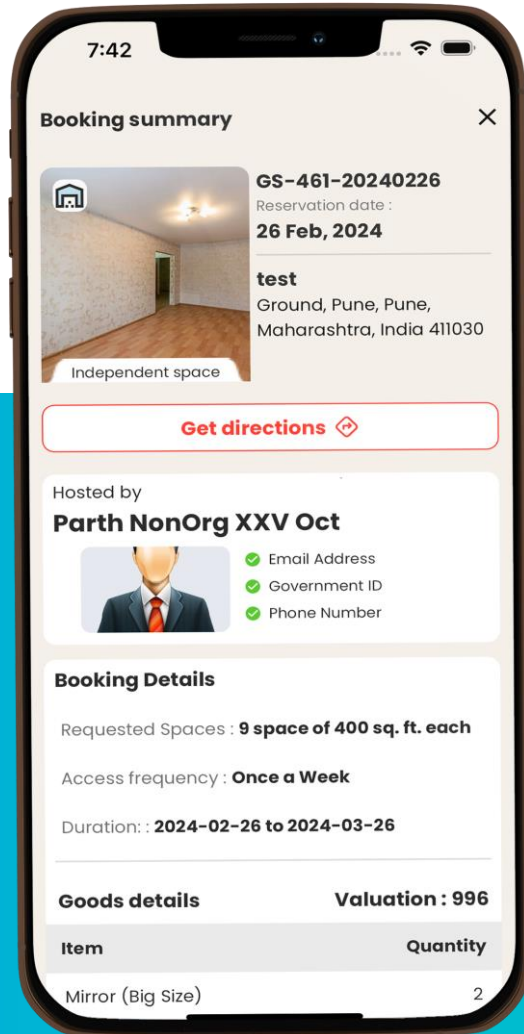 7:42
Booking summary
GS-461-20240226
Reservation date :
26 Feb, 2024
test
Ground, Pune, Pune,
Maharashtra, India 411030
Independent space
Get directions
Hosted by
Parth NonOrg XXV Oct
Email Address
Government ID
Phone Number
Booking Details
Requested Spaces : 9 space of 400 sq. ft. each
Access frequency : Once a Week
Duration: : 2024-02-26 to 2024-03-26
Goods details Valuation : 996
Item Quantity
Mirror (Big Size) 2